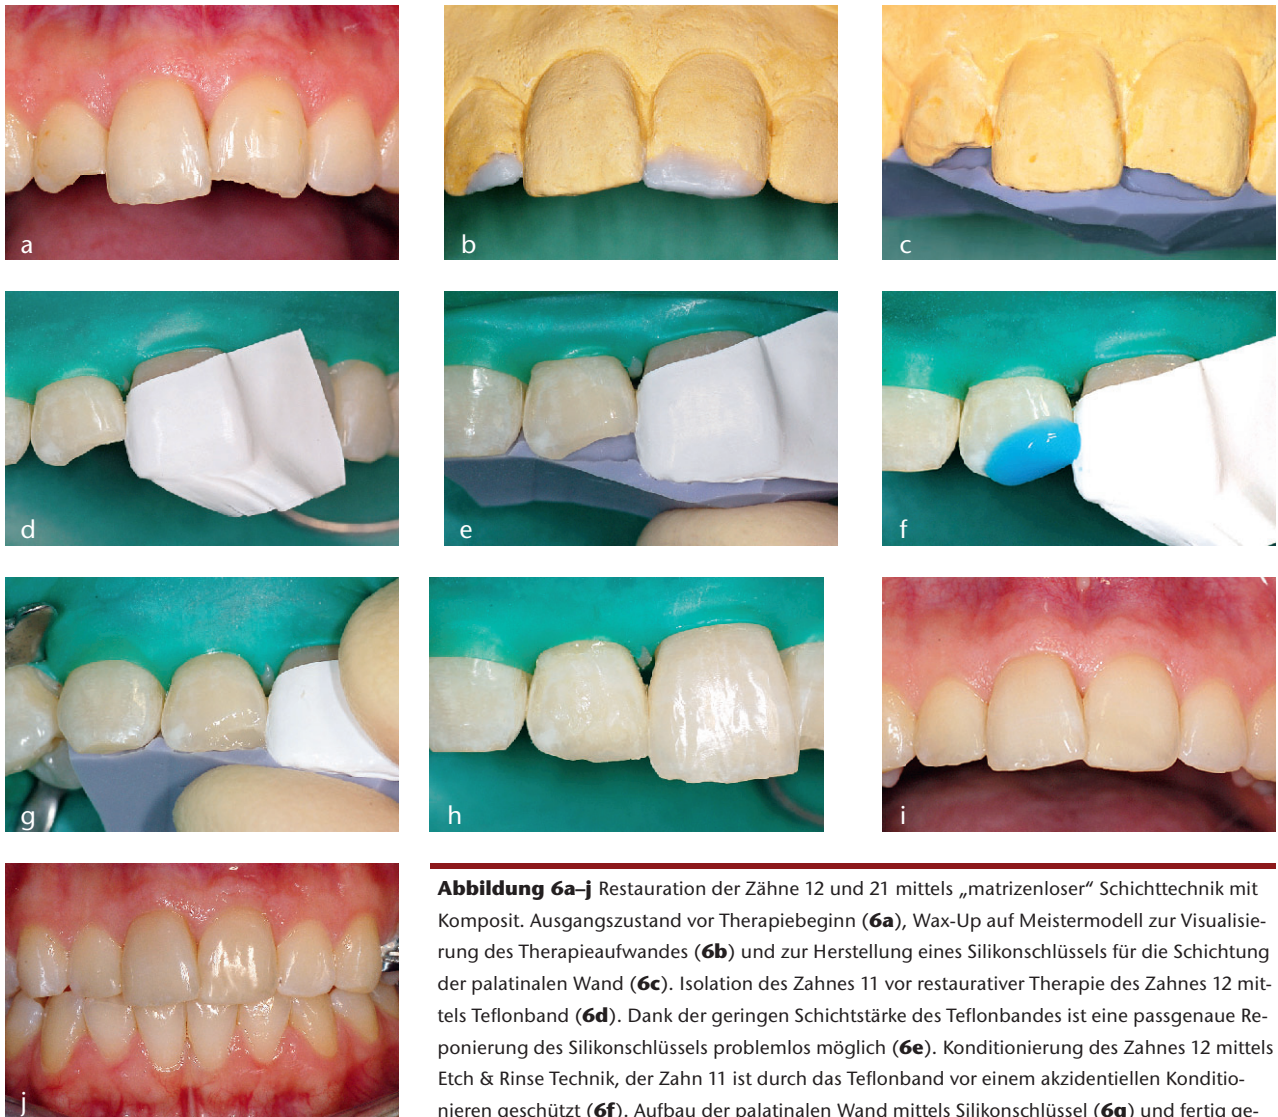 a
b
c
d
e
f
g
h
i
j
Abbildung 6a–j Restauration der Zähne 12 und 21 mittels „matrizenloser“ Schichttechnik mit
Komposit. Ausgangszustand vor Therapiebeginn (6a), Wax-Up auf Meistermodell zur Visualisie-
rung des Therapieaufwandes (6b) und zur Herstellung eines Silikonschlüssels für die Schichtung
der palatinalen Wand (6c). Isolation des Zahnes 11 vor restaurativer Therapie des Zahnes 12 mit-
tels Teflonband (6d). Dank der geringen Schichtstärke des Teflonbandes ist eine passgenaue Re-
ponierung des Silikonschlüssels problemlos möglich (6e). Konditionierung des Zahnes 12 mittels
Etch & Rinse Technik, der Zahn 11 ist durch das Teflonband vor einem akzidentiellen Konditio-
nieren geschützt (6f). Aufbau der palatinalen Wand mittels Silikonschlüssel (6g) und fertig ge-